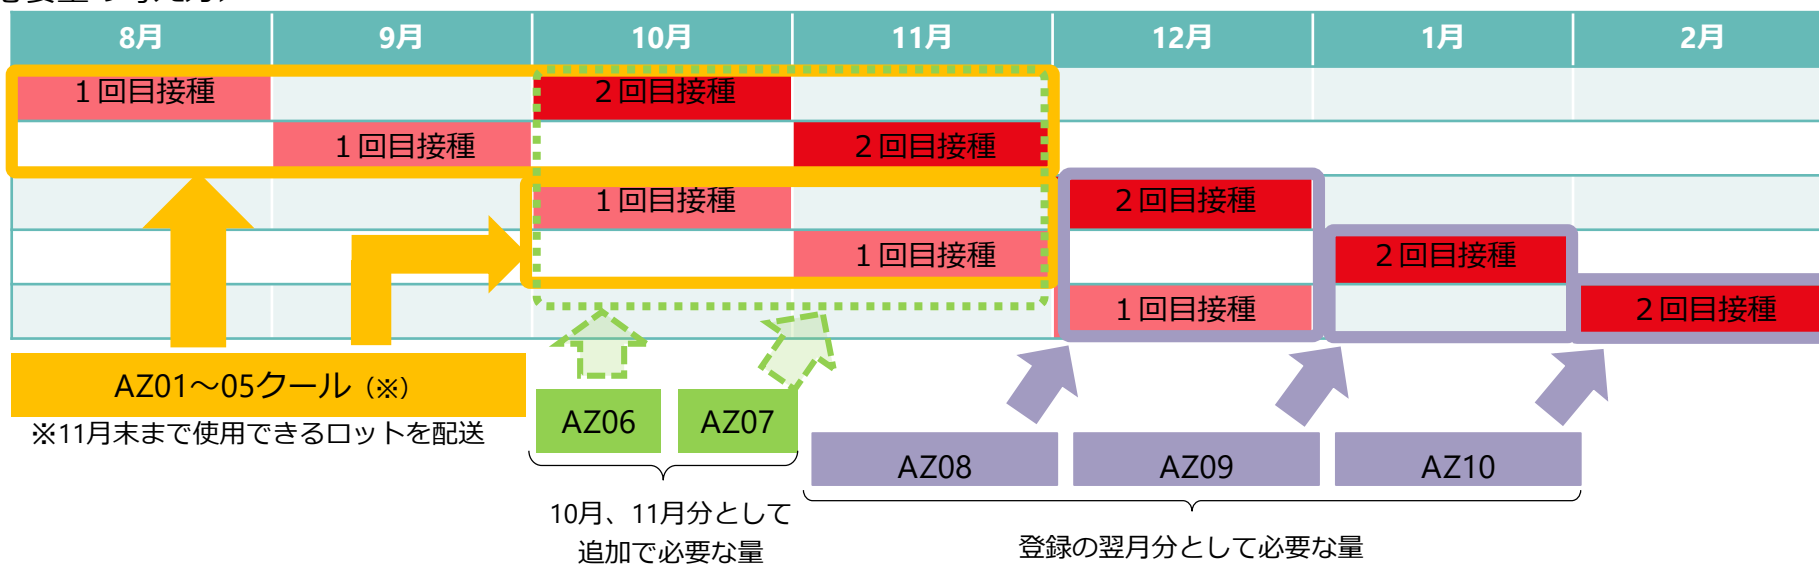 8月 9月 10月 11月 12月 1月 2月
１回目接種 ２回目接種
１回目接種 ２回目接種
１回目接種 ２回目接種
１回目接種 ２回目接種
１回目接種 ２回目接種
AZ01～05クール（※）
※11月末まで使用できるロットを配送
AZ06 AZ07
AZ08 AZ09 AZ10
10月、11月分として
追加で必要な量
登録の翌月分として必要な量